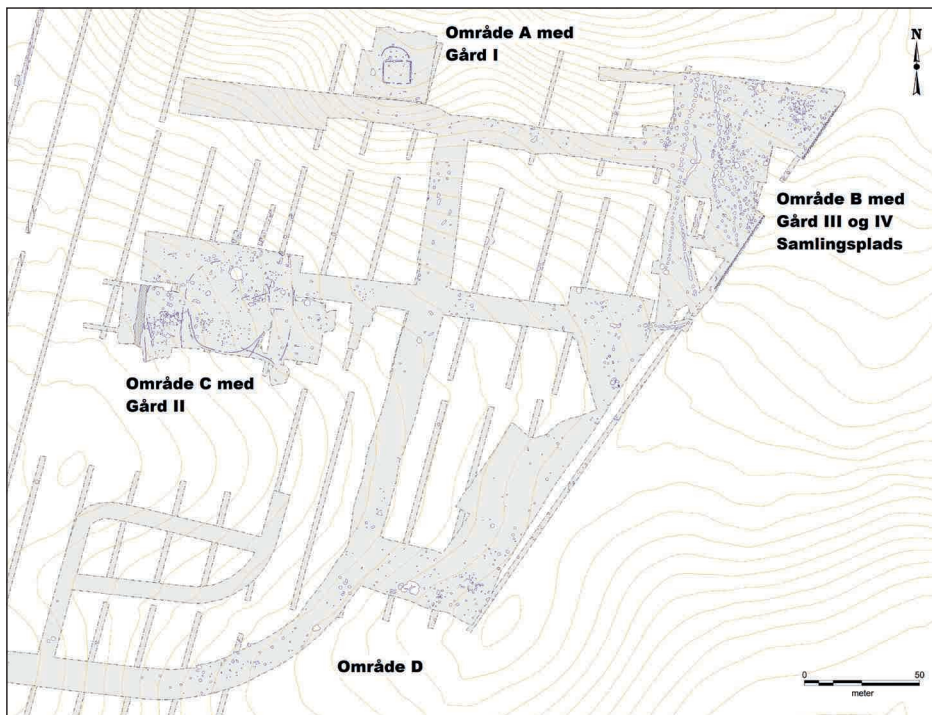 Område A med
Gård I
N
Område B med
Gård III og IV
Samlingsplads
Område C med
Gård II
Område D
0 50
meter